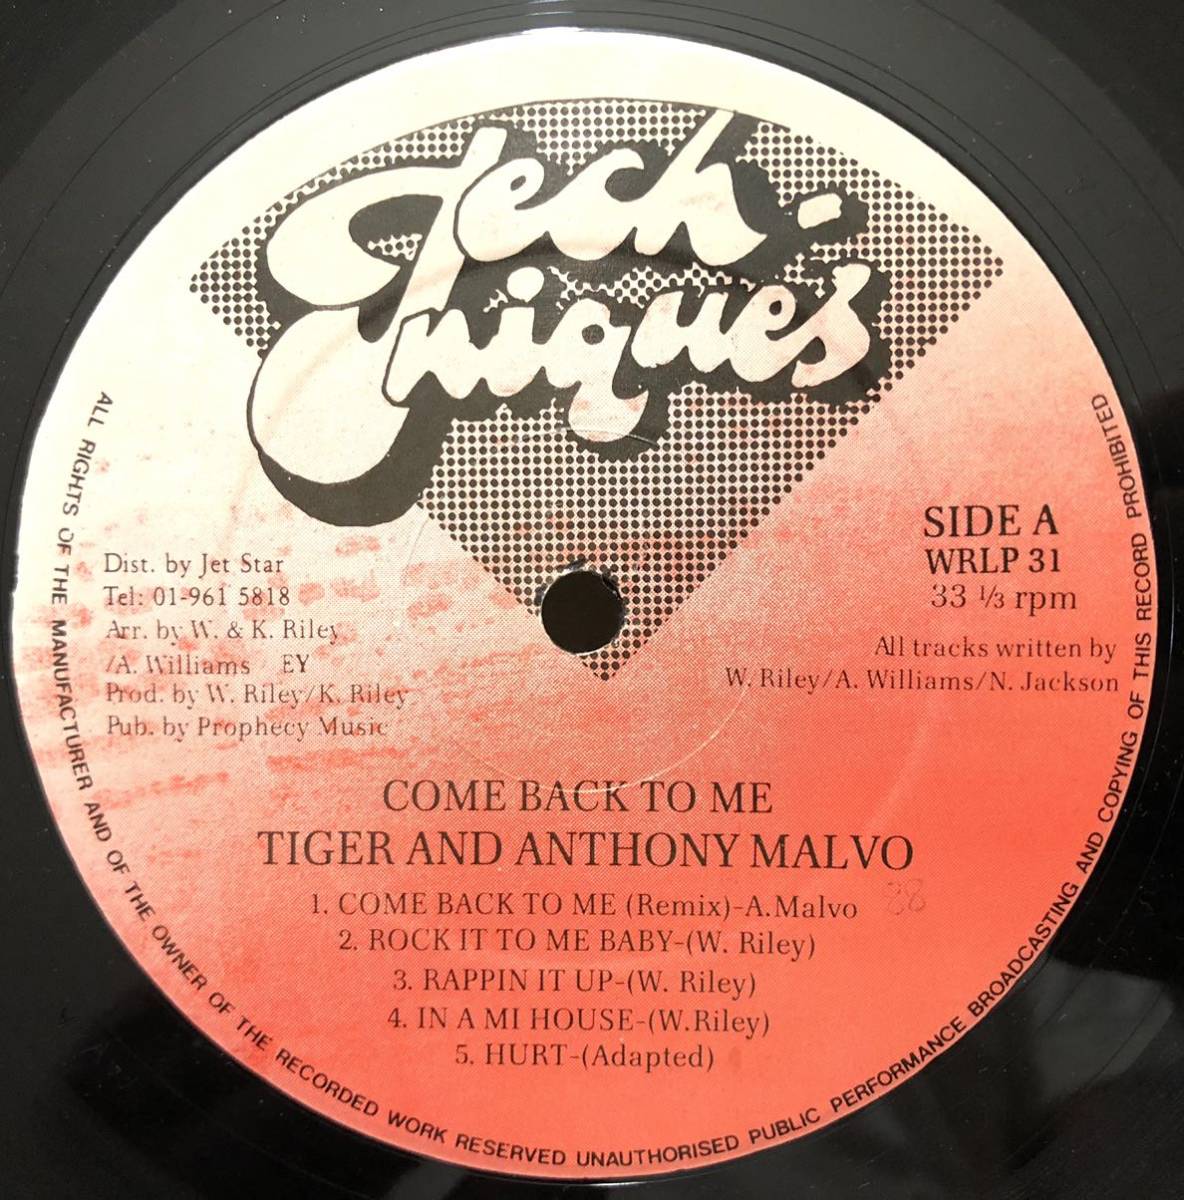 Tech·
niques
SIDE A
WRLP 31
33 1/3 rpm
All tracks written by
W. Riley/A. Williams/N. Jackson
Dist. by Jet Star
Tel: 01-961 5818
Arr. by W. & K. Riley
/A. Williams EY
Prod. by W. Riley/K. Riley
Pub. by Prophecy Music
COME BACK TO ME
TIGER AND ANTHONY MALVO
1. COME BACK TO ME (Remix)-A.Malvo
88
2. ROCK IT TO ME BABY-(W. Riley)
3. RAPPIN IT UP-(W. Riley)
4. IN A MI HOUSE-(W.Riley)
5. HURT-(Adapted)
ALL RIGHTS OF THE MANUFACTURER AND OF THE OWNER OF THE RECORDED WORK RESERVED UNAUTHORISED PUBLIC PERFORMANCE BROADCASTING AND COPYING OF THIS RECORD PROHIBITED